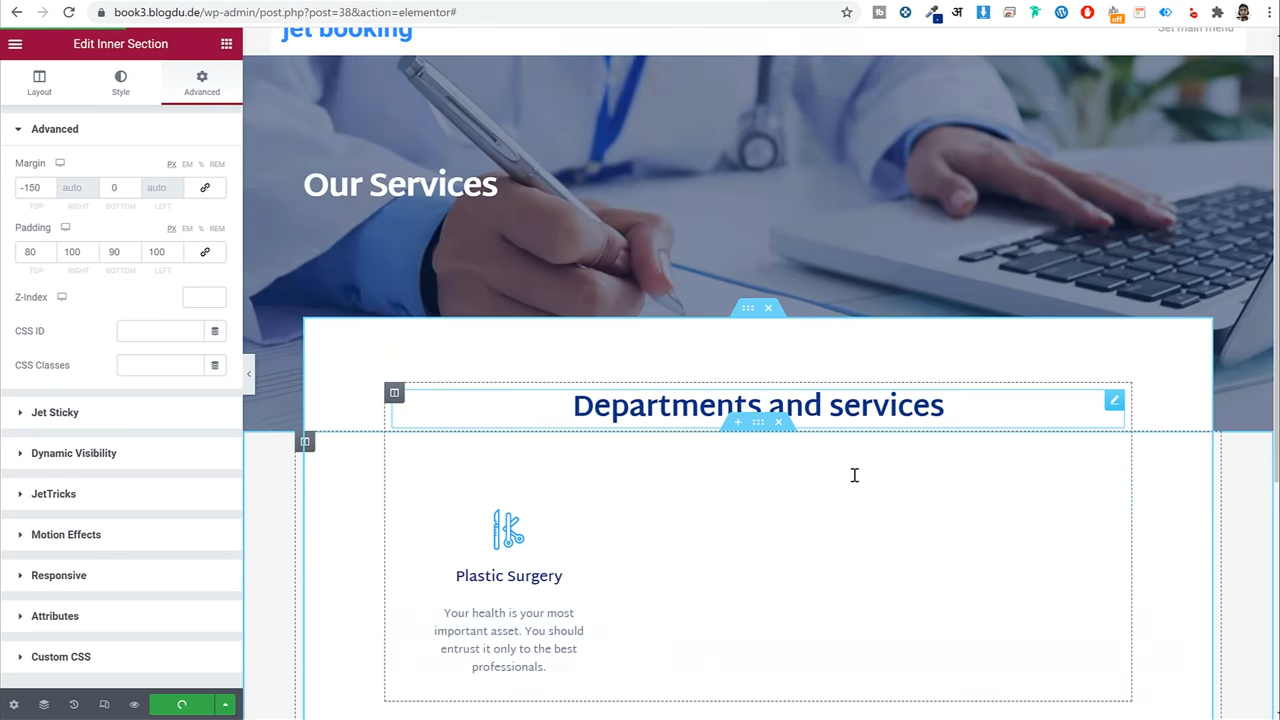 book3.blogdu.de/wp-admin/post.php?post=38&action=elementor#
अ
off
Edit Inner Section
jet booking
Set main menu
Layout
Style
Advanced
Advanced
Margin
PX EM % REM
-150 auto 0 auto
TOP RIGHT BOTTOM LEFT
Padding
PX EM % REM
80 100 90 100
TOP RIGHT BOTTOM LEFT
Z-Index
CSS ID
CSS Classes
Jet Sticky
Dynamic Visibility
JetTricks
Motion Effects
Responsive
Attributes
Custom CSS
Our Services
Departments and services
Plastic Surgery
Your health is your most
important asset. You should
entrust it only to the best
professionals.